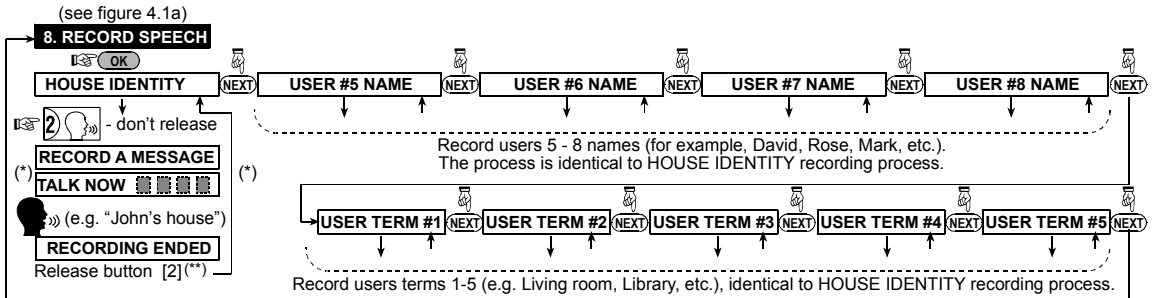 (see figure 4.1a)
8. RECORD SPEECH
OK
HOUSE IDENTITY NEXT USER #5 NAME NEXT USER #6 NAME NEXT USER #7 NAME NEXT USER #8 NAME NEXT
2 - don't release
Record users 5 - 8 names (for example, David, Rose, Mark, etc.).
The process is identical to HOUSE IDENTITY recording process.
RECORD A MESSAGE
(*) TALK NOW (*)
(e.g. “John’s house”)
RECORDING ENDED
Release button [2] (**)
USER TERM #1 NEXT USER TERM #2 NEXT USER TERM #3 NEXT USER TERM #4 NEXT USER TERM #5 NEXT
Record users terms 1-5 (e.g. Living room, Library, etc.), identical to HOUSE IDENTITY recording process.